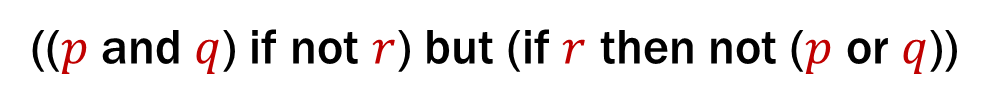 ((p and q) if not r) but (if r then not (p or q))